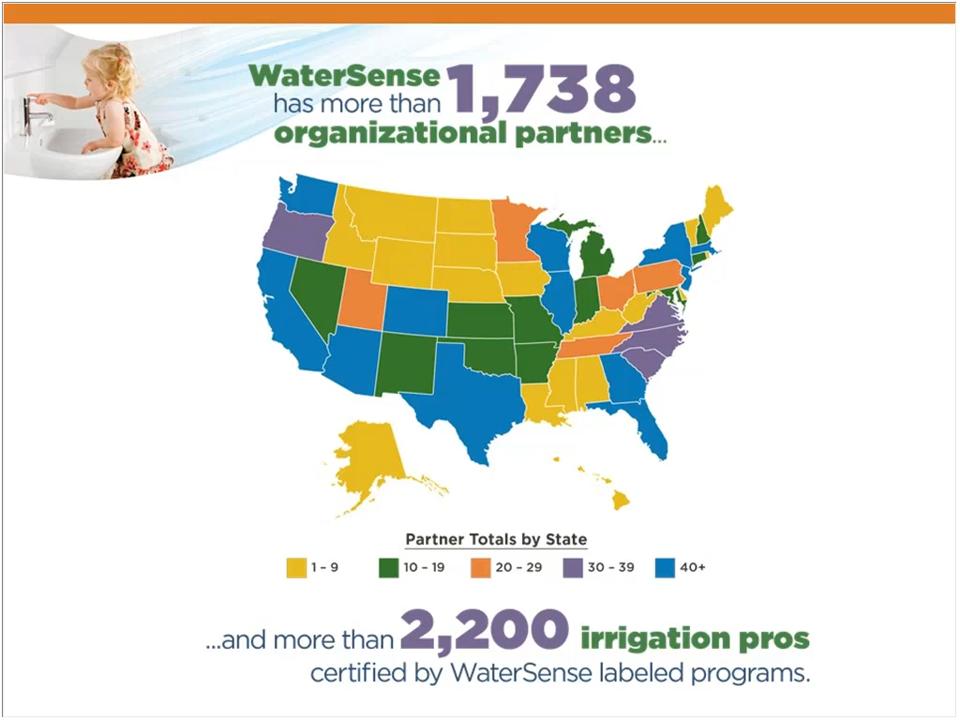 WaterSense
has more than 1,738
organizational partners...
Partner Totals by State
1 – 9 10 – 19 20 – 29 30 – 39 40+
...and more than 2,200 irrigation pros
certified by WaterSense labeled programs.